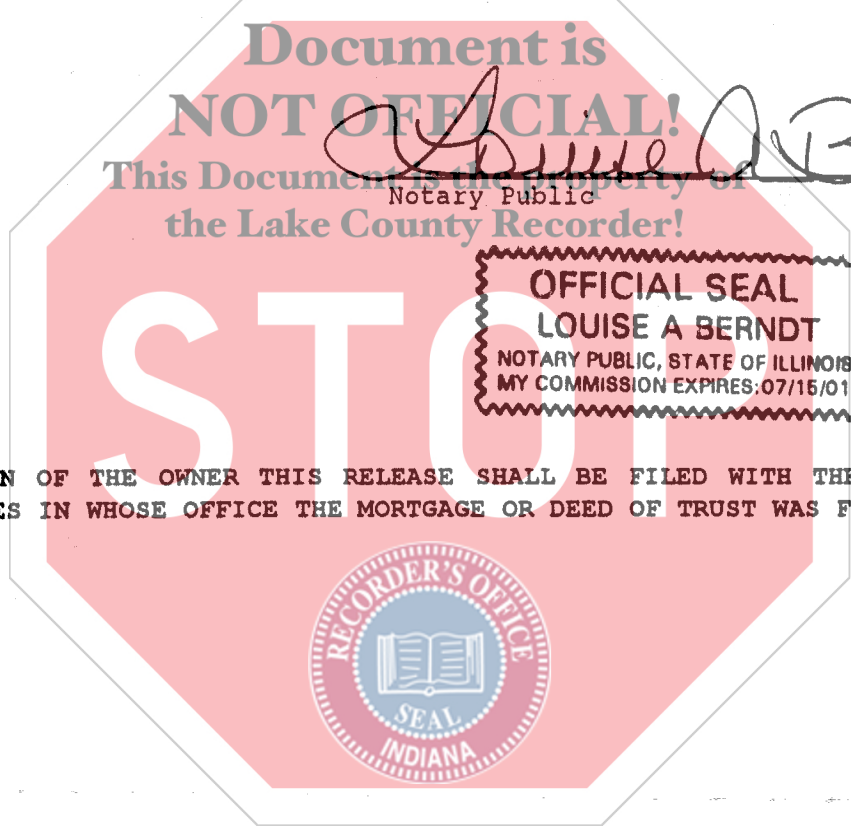 Document is
NOT OFFICIAL!
This Document is the property of
the Lake County Recorder!
Notary Public
OFFICIAL SEAL
LOUISE A BERNDT
NOTARY PUBLIC, STATE OF ILLINOIS
MY COMMISSION EXPIRES:07/15/01
STOP
N OF THE OWNER THIS RELEASE SHALL BE FILED WITH THE
ES IN WHOSE OFFICE THE MORTGAGE OR DEED OF TRUST WAS F
RECORDER'S OFFICE
SEAL
INDIANA